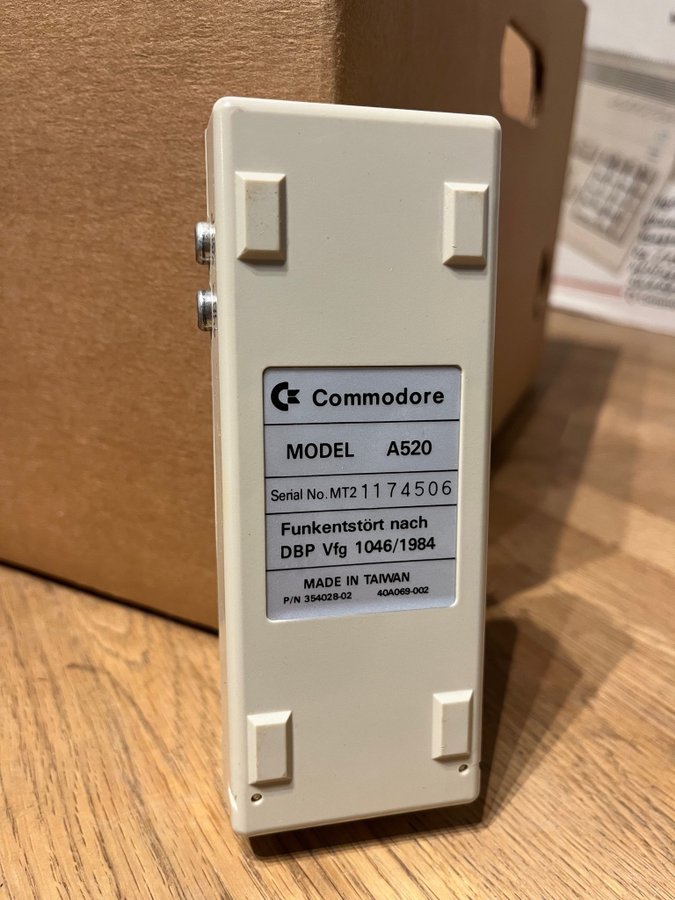 Commodore
MODEL A520
Serial No. MT2 1174506
Funkentstört nach
DBP Vfg 1046/1984
MADE IN TAIWAN
P/N 354028-02 40A069-002